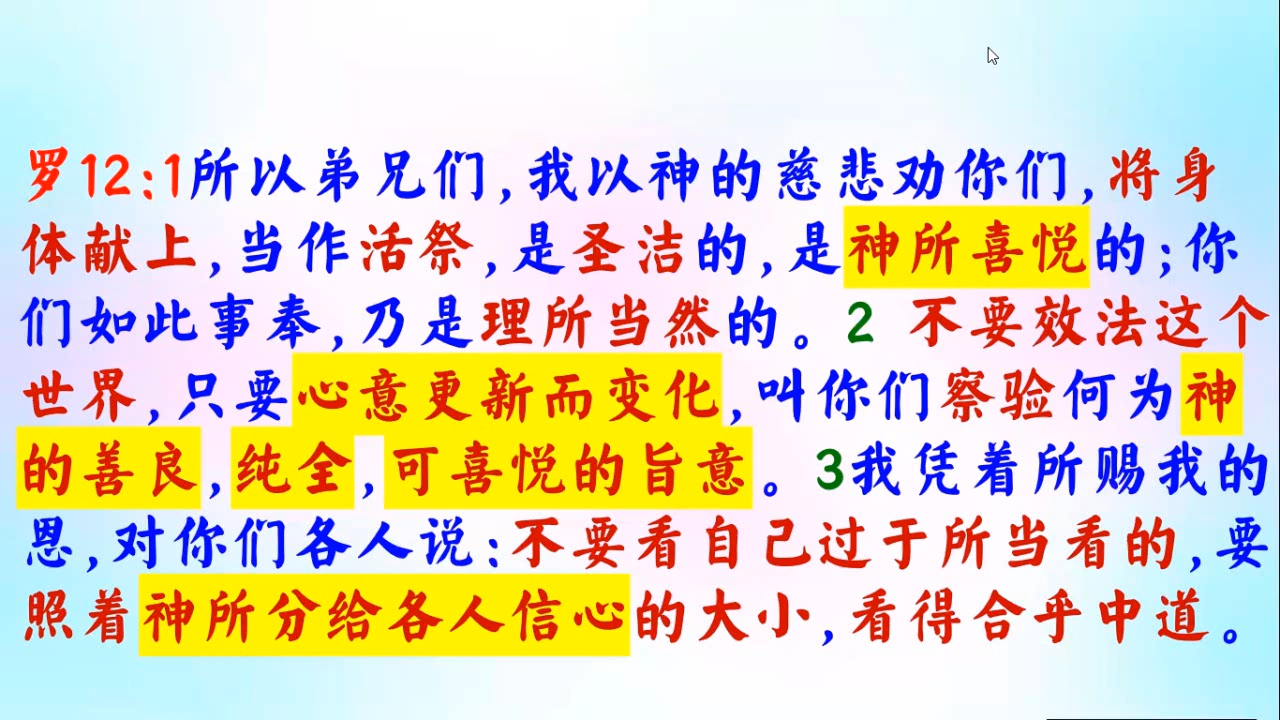 罗12:1所以弟兄们,我以神的慈悲劝你们,将身
体献上,当作活祭,是圣洁的,是神所喜悦的;你
们如此事奉,乃是理所当然的。2 不要效法这个
世界,只要心意更新而变化,叫你们察验何为神
的善良,纯全,可喜悦的旨意。3我凭着所赐我的
恩,对你们各人说:不要看自己过于所当看的,要
照着神所分给各人信心的大小,看得合乎中道。